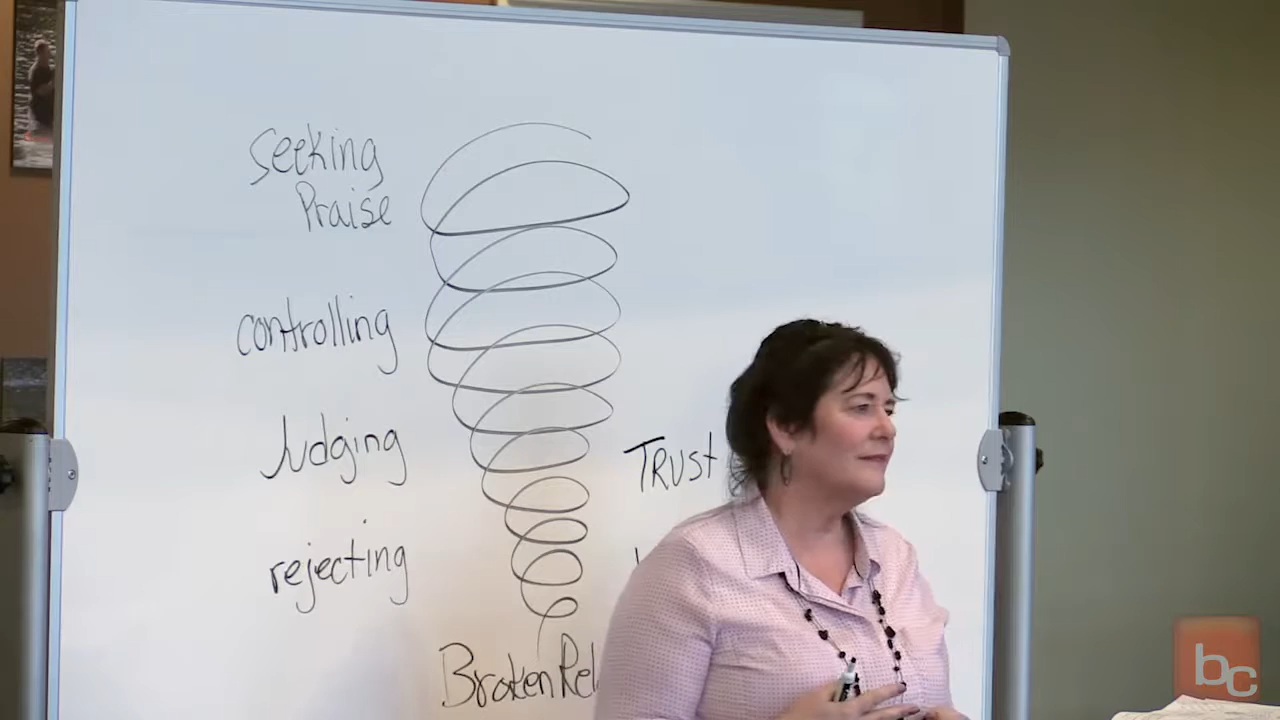 Seeking
Praise
controlling
Judging
TRUST
rejecting
Broken Rel
bc